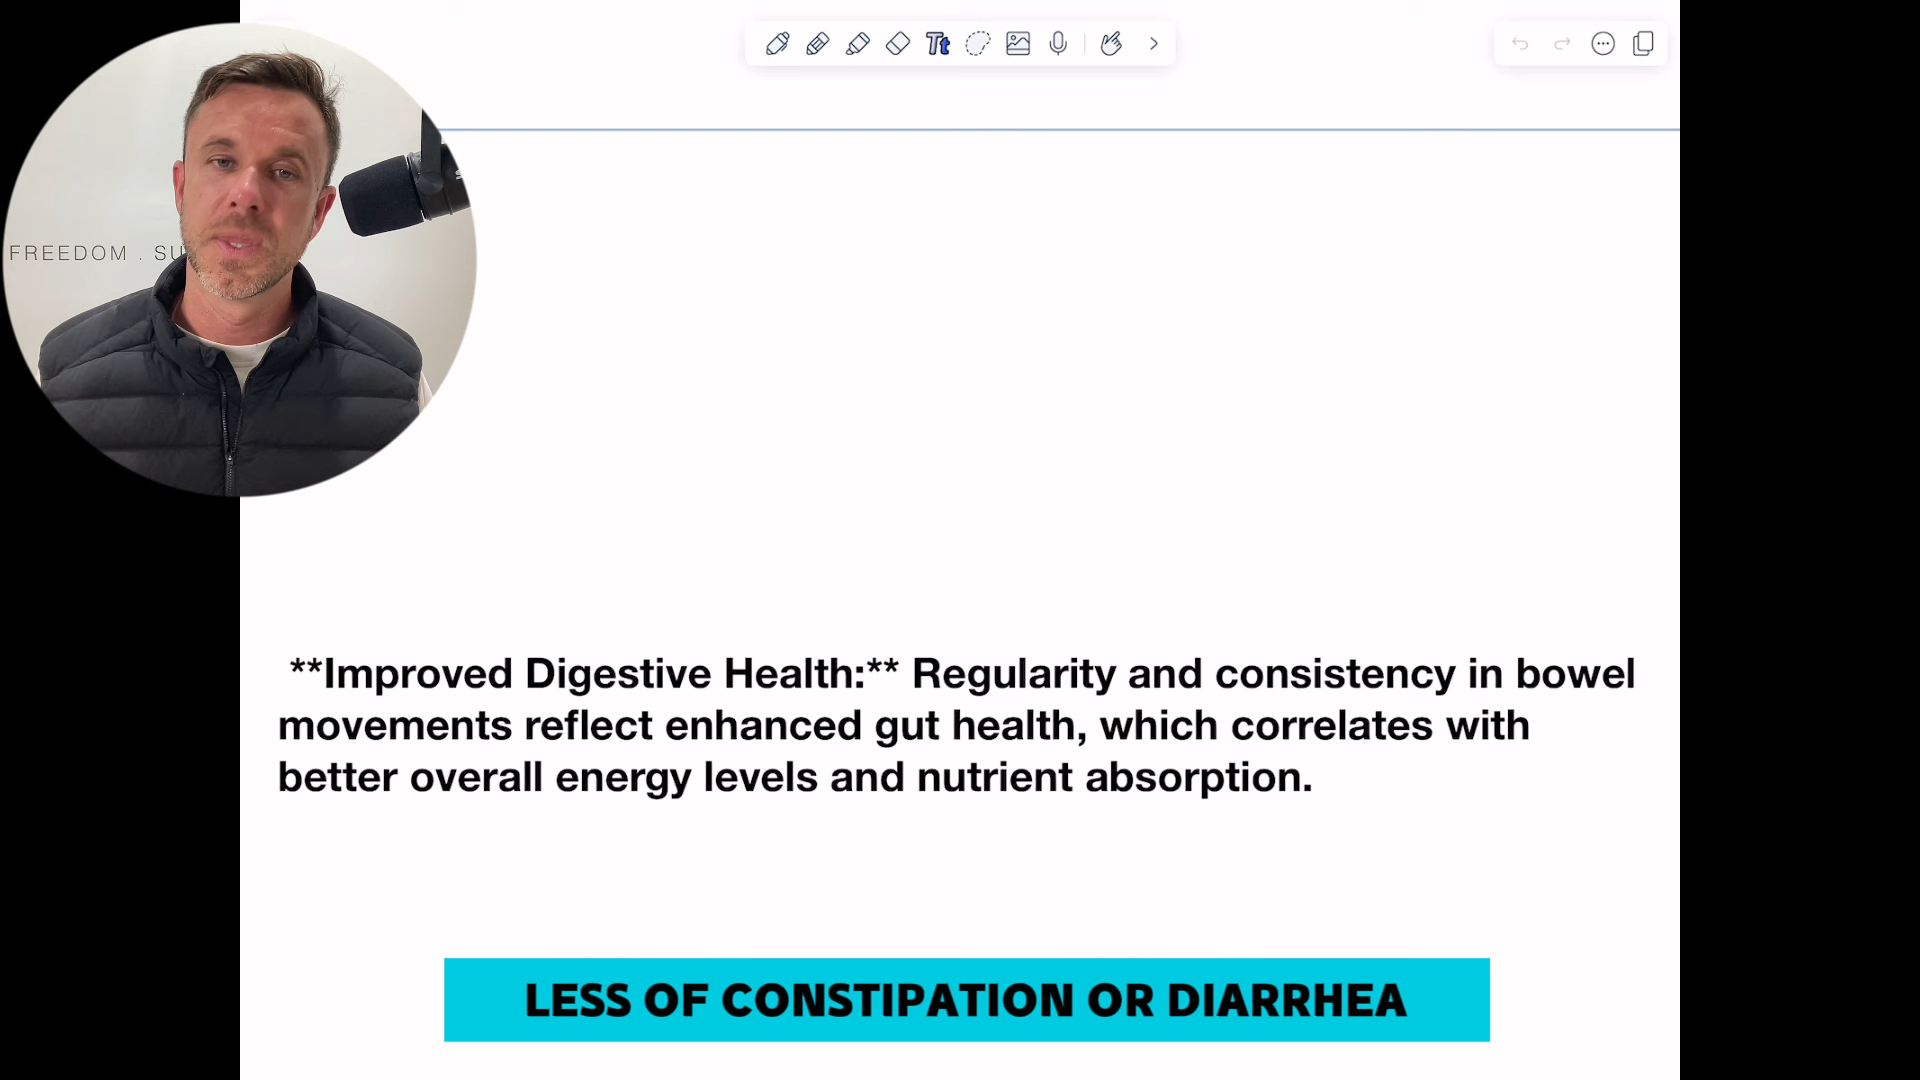 FREEDOM . SU
Tt
**Improved Digestive Health:** Regularity and consistency in bowel
movements reflect enhanced gut health, which correlates with
better overall energy levels and nutrient absorption.
LESS OF CONSTIPATION OR DIARRHEA